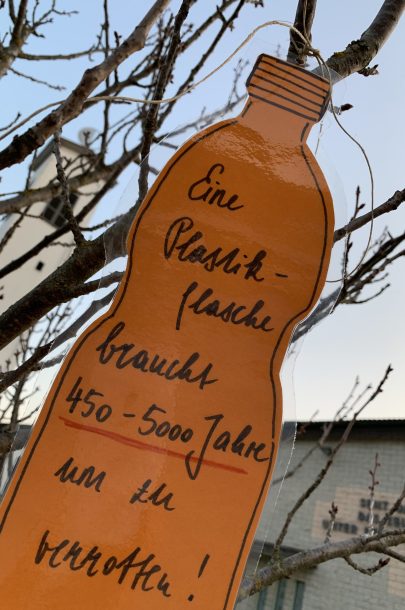 Eine
Plastik-
flasche
braucht
450 - 5000 Jahre
um zu
verrotten!